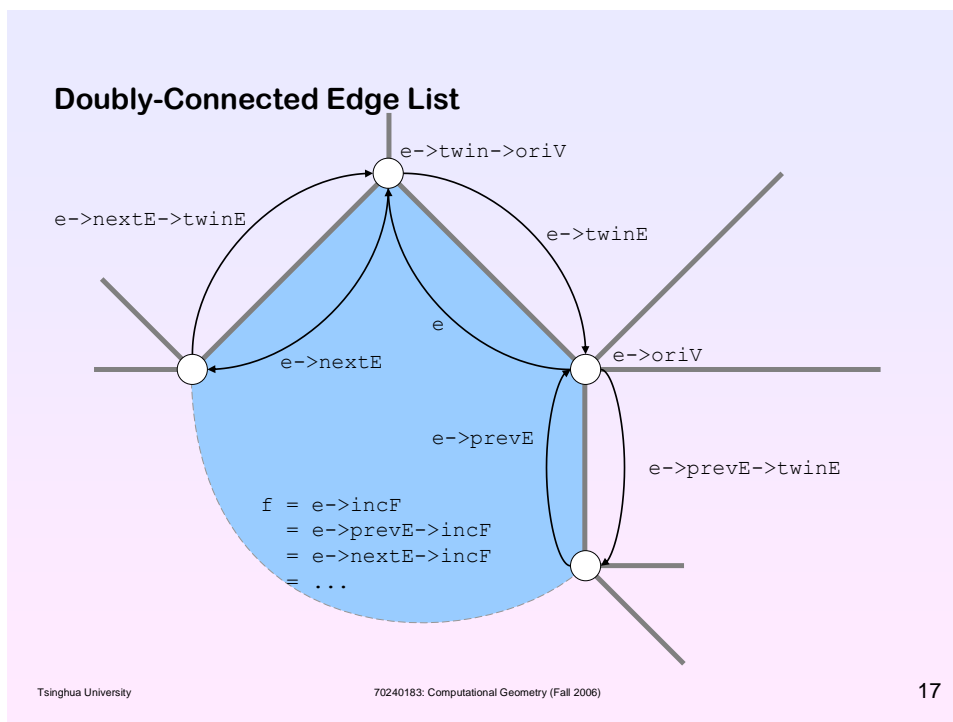 Doubly-Connected Edge List
e->twin->oriV
e->nextE->twinE
e->twinE
e
e->oriV
e->nextE
e->prevE
e->prevE->twinE
f = e->incF
= e->prevE->incF
= e->nextE->incF
= ...
Tsinghua University
70240183: Computational Geometry (Fall 2006)
17